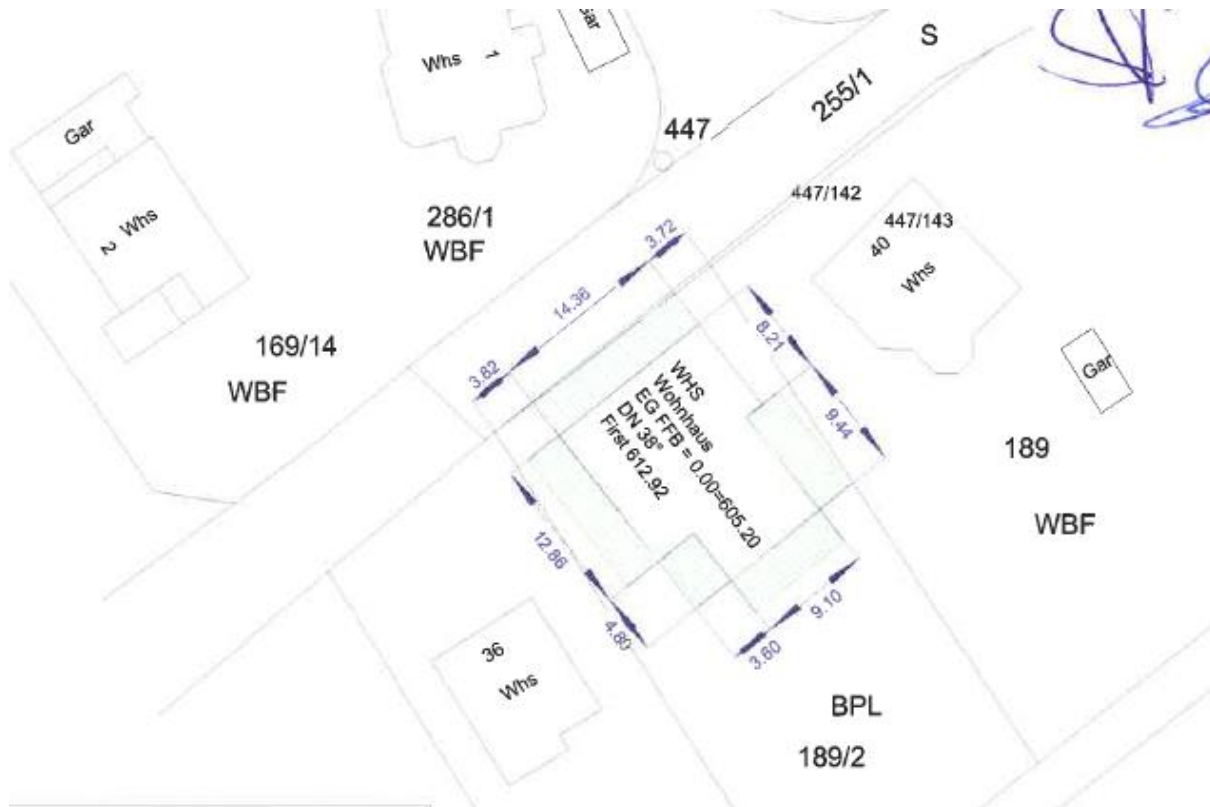 Gar
Whs
1
Gar
S
255/1
447
Whs
2
286/1
WBF
447/142
447/143
40
Whs
169/14
WBF
3.72
14.36
3.82
8.21
9.44
Gar
WHS
Wohnhaus
EG FFB = 0.00=605.20
DN 38°
First 612.92
189
WBF
12.86
4.80
9.10
3.60
36
Whs
BPL
189/2